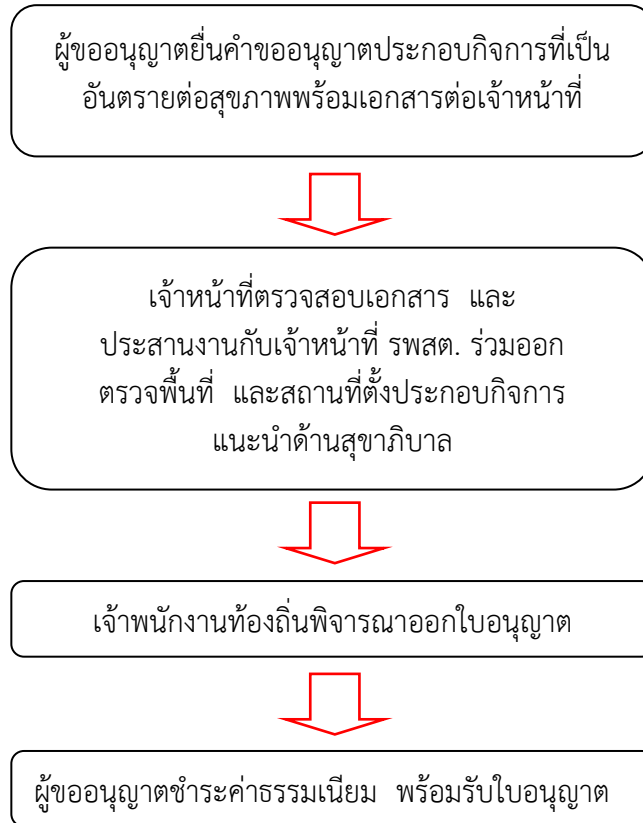 ผู้ขออนุญาตยื่นคำขออนุญาตประกอบกิจการที่เป็น
อันตรายต่อสุขภาพพร้อมเอกสารต่อเจ้าหน้าที่
เจ้าหน้าที่ตรวจสอบเอกสาร และ
ประสานงานกับเจ้าหน้าที่ รพสต. ร่วมออก
ตรวจพื้นที่ และสถานที่ตั้งประกอบกิจการ
แนะนำด้านสุขาภิบาล
เจ้าพนักงานท้องถิ่นพิจารณาออกใบอนุญาต
ผู้ขออนุญาตชำระค่าธรรมเนียม พร้อมรับใบอนุญาต